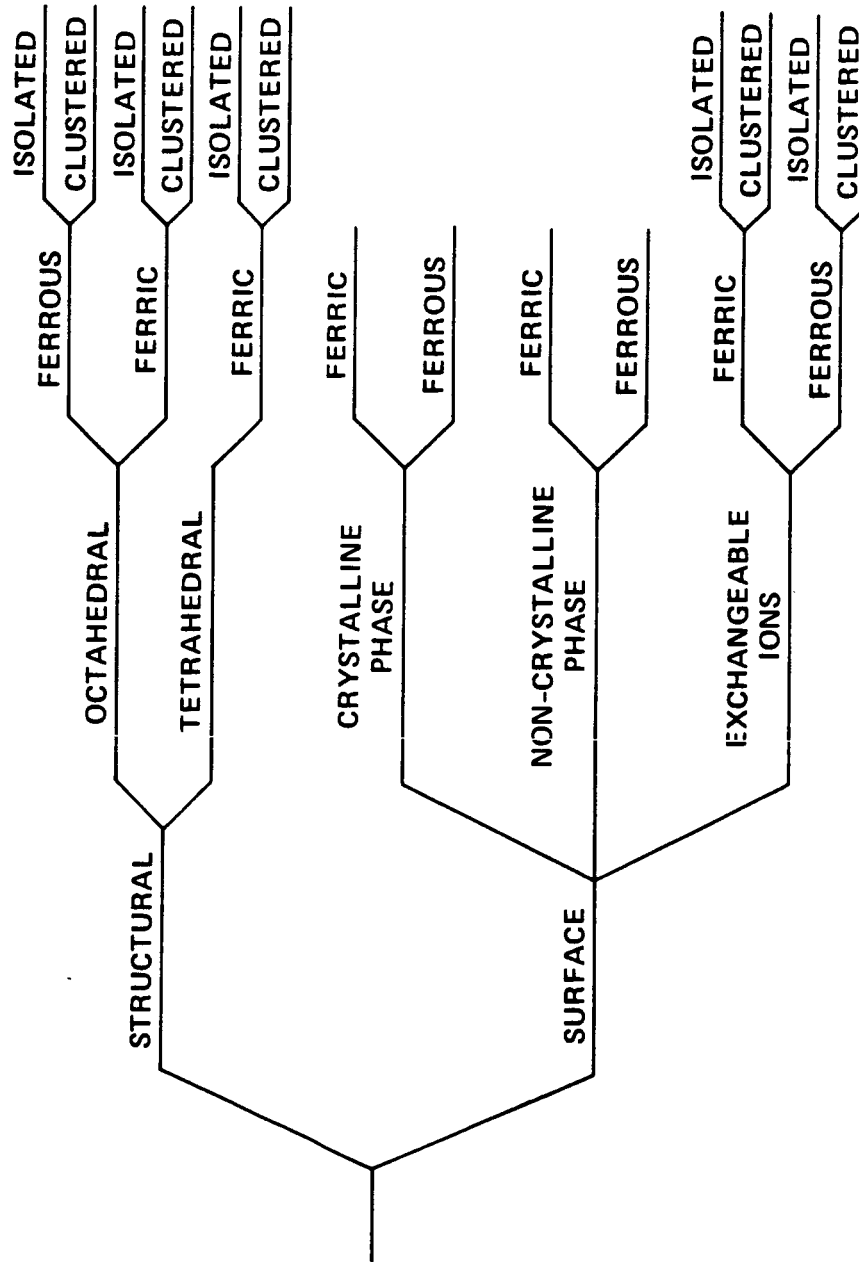 STRUCTURAL
OCTAHEDRAL
FERROUS
ISOLATED
CLUSTERED
FERRIC
ISOLATED
CLUSTERED
TETRAHEDRAL
FERRIC
ISOLATED
CLUSTERED
SURFACE
CRYSTALLINE
PHASE
FERRIC
FERROUS
NON-CRYSTALLINE
PHASE
FERRIC
FERROUS
EXCHANGEABLE
IONS
FERRIC
ISOLATED
CLUSTERED
FERROUS
ISOLATED
CLUSTERED